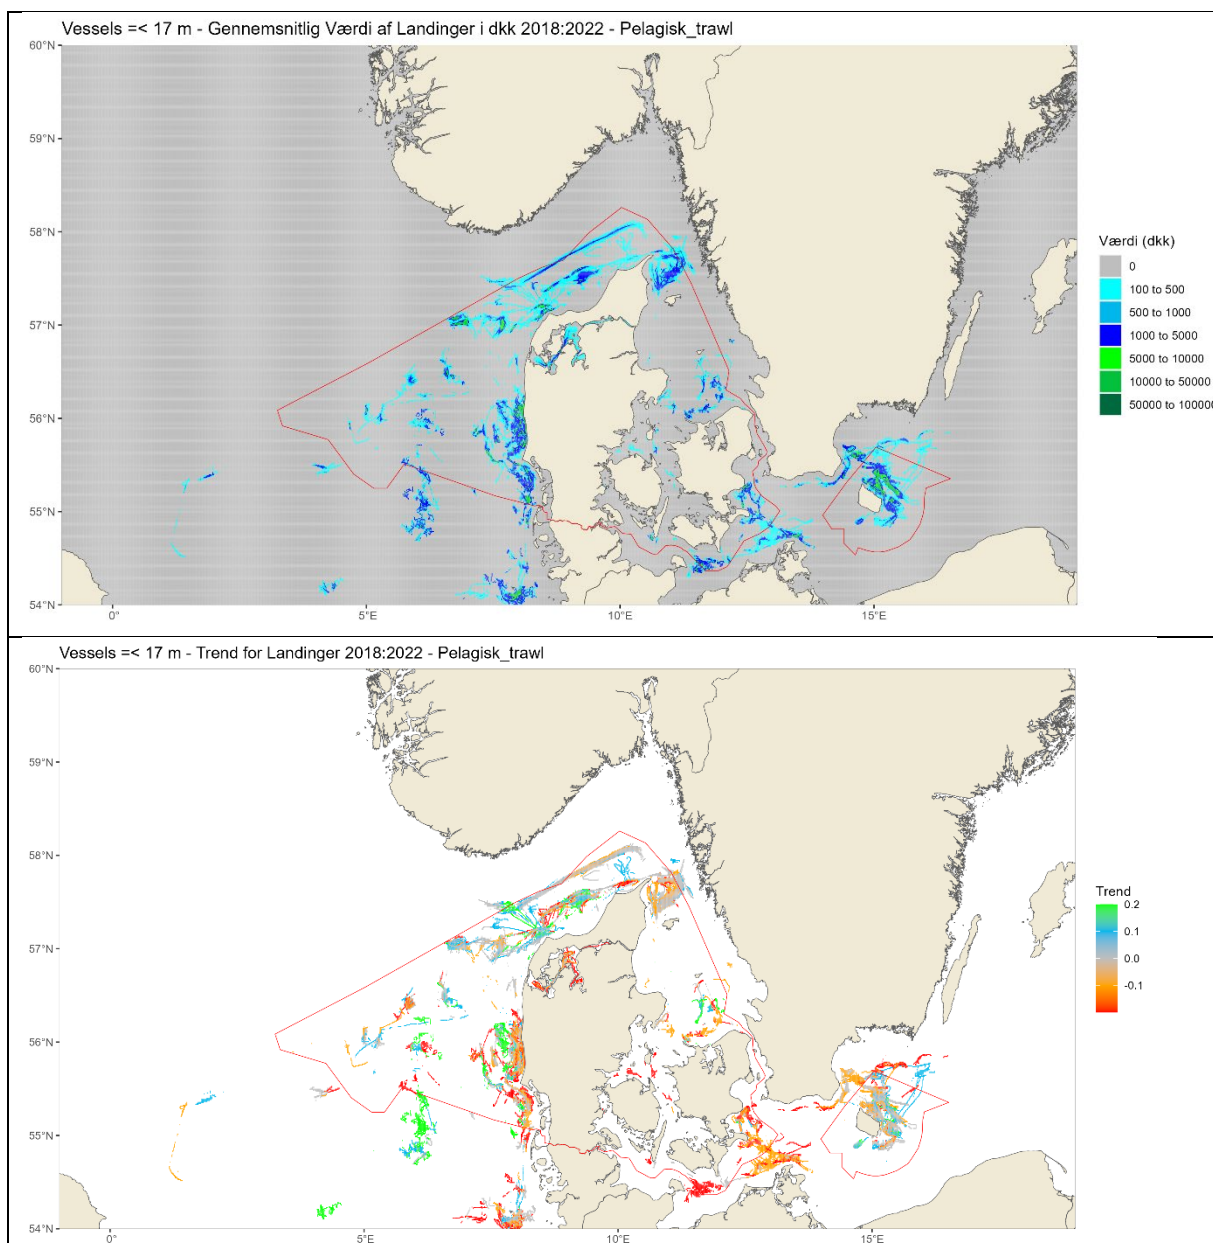 Vessels =< 17 m - Gennemsnitlig Værdi af Landinger i dkk 2018:2022 - Pelagisk_trawl
60°N
59°N
58°N
57°N
56°N
55°N
54°N
0°
5°E
10°E
15°E
Værdi (dkk)
0
100 to 500
500 to 1000
1000 to 5000
5000 to 10000
10000 to 50000
50000 to 10000
Vessels =< 17 m - Trend for Landinger 2018:2022 - Pelagisk_trawl
60°N
59°N
58°N
57°N
56°N
55°N
54°N
0°
5°E
10°E
15°E
Trend
0.2
0.1
0.0
-0.1